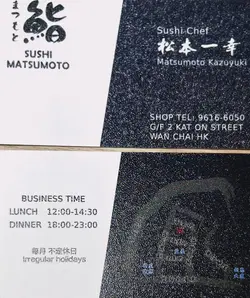 まつもと
鮨
SUSHI
MATSUMOTO
Sushi Chef
松本一幸
Matsumoto Kazuyuki
SHOP TEL: 9616-6050
G/F 2 KAT ON STREET
WAN CHAI HK
BUSINESS TIME
LUNCH 12:00-14:30
DINNER 18:00-23:00
毎月 不定休日
Irregular holidays